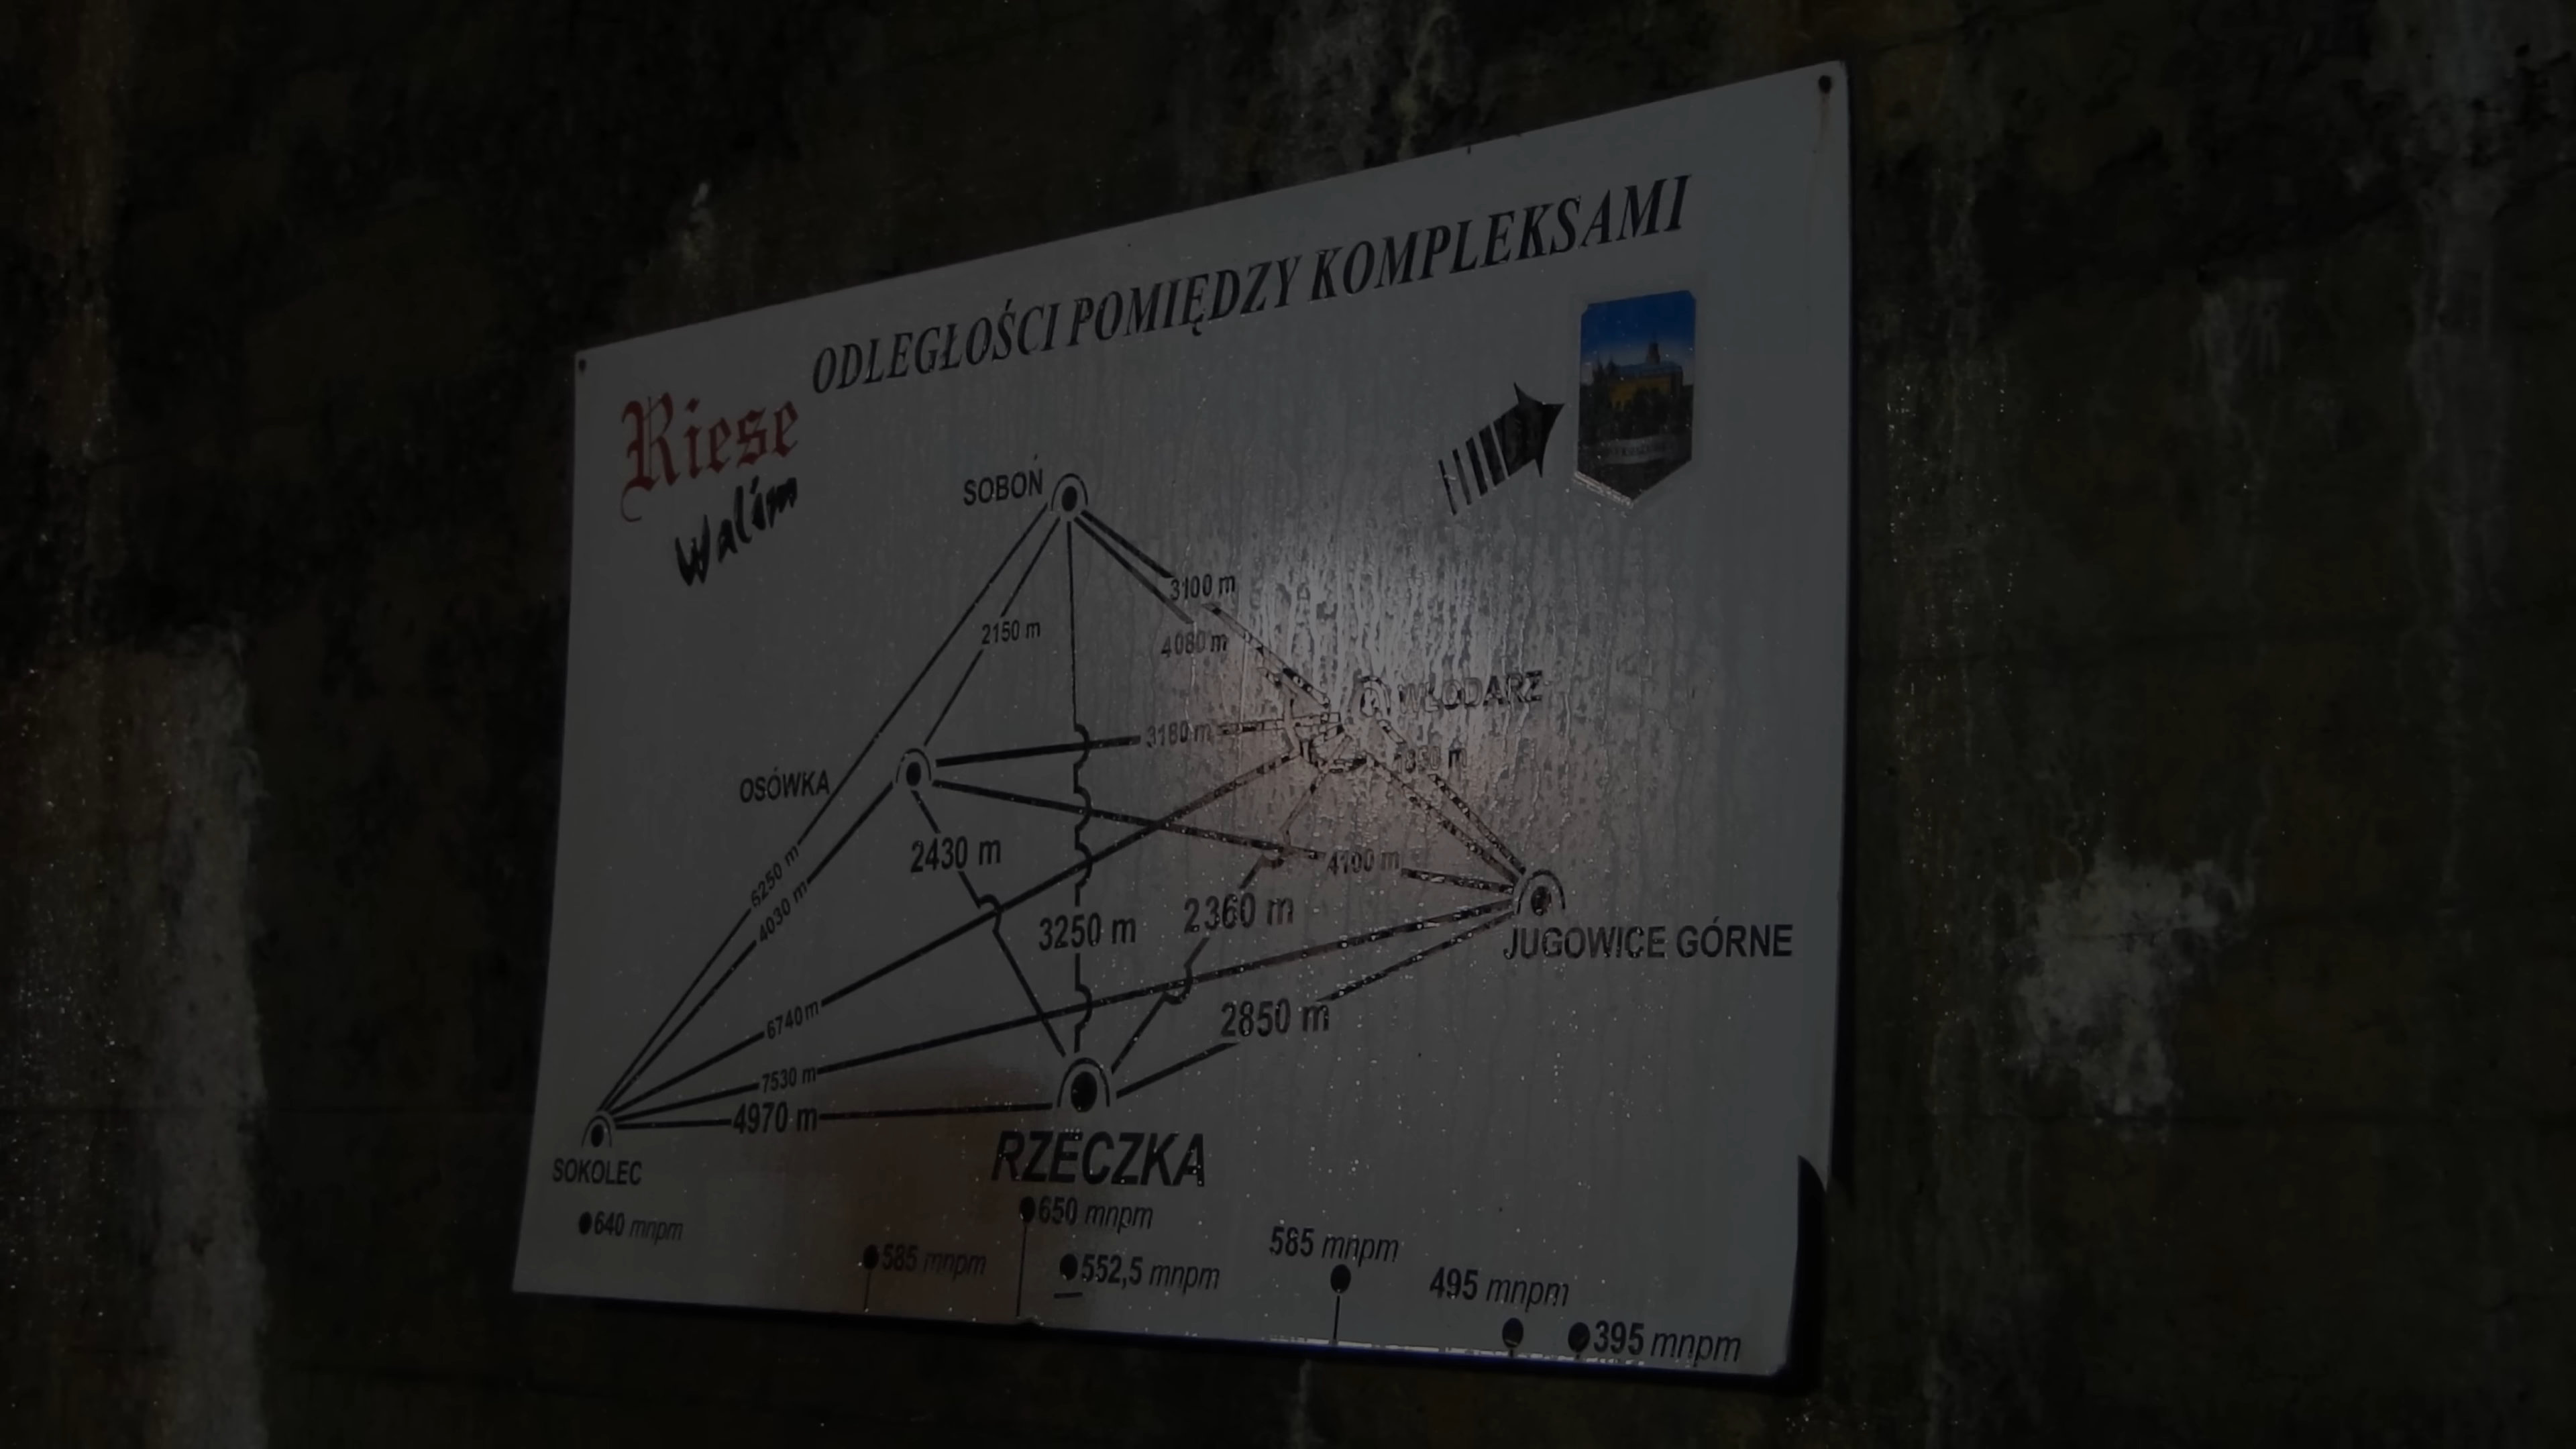 ODLEGŁOŚCI POMIĘDZY KOMPLEKSAMI
Riese
Walim
SOBOŃ
3100 m
2150 m
4080 m
WŁODARZ
3180 m
OSÓWKA
2430 m
4100 m
6250 m
4030 m
3250 m
2360 m
JUGOWICE GÓRNE
6740 m
2850 m
7530 m
4970 m
RZECZKA
SOKOLEC
640 mnpm
650 mnpm
585 mnpm
552,5 mnpm
585 mnpm
495 mnpm
395 mnpm